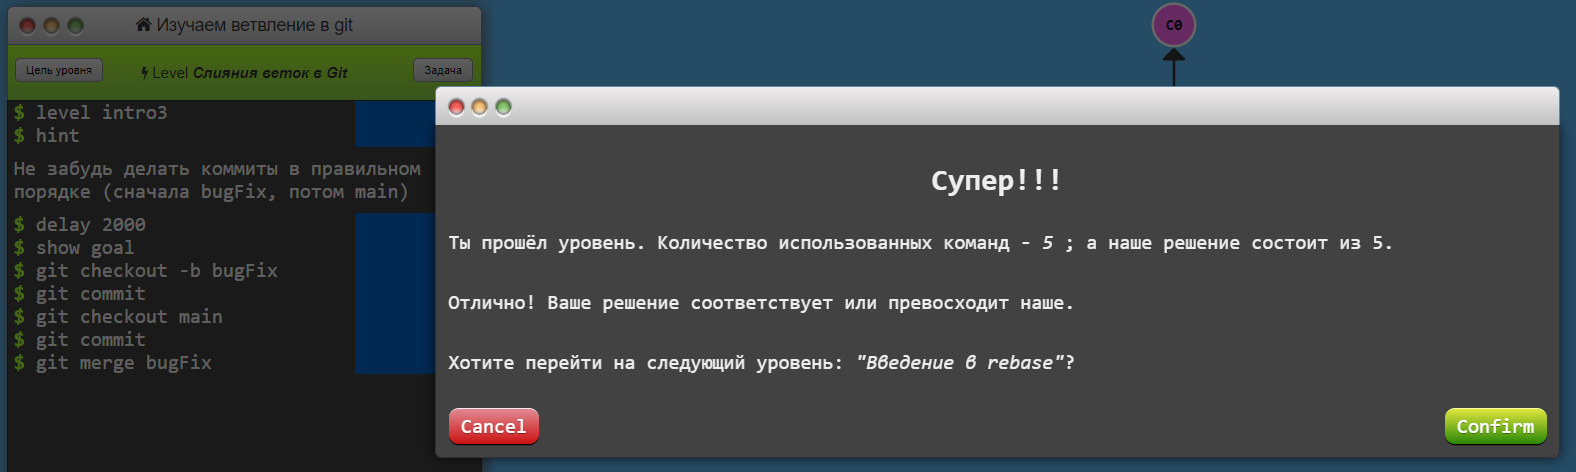 Изучаем ветвление в git
Цель уровня
Level Слияния веток в Git
Задача
$ level intro3
$ hint
Не забудь делать коммиты в правильном
порядке (сначала bugFix, потом main)
$ delay 2000
$ show goal
$ git checkout -b bugFix
$ git commit
$ git checkout main
$ git commit
$ git merge bugFix
C0
Супер!!!
Ты прошёл уровень. Количество использованных команд - 5 ; а наше решение состоит из 5.
Отлично! Ваше решение соответствует или превосходит наше.
Хотите перейти на следующий уровень: "Введение в rebase"?
Cancel
Confirm